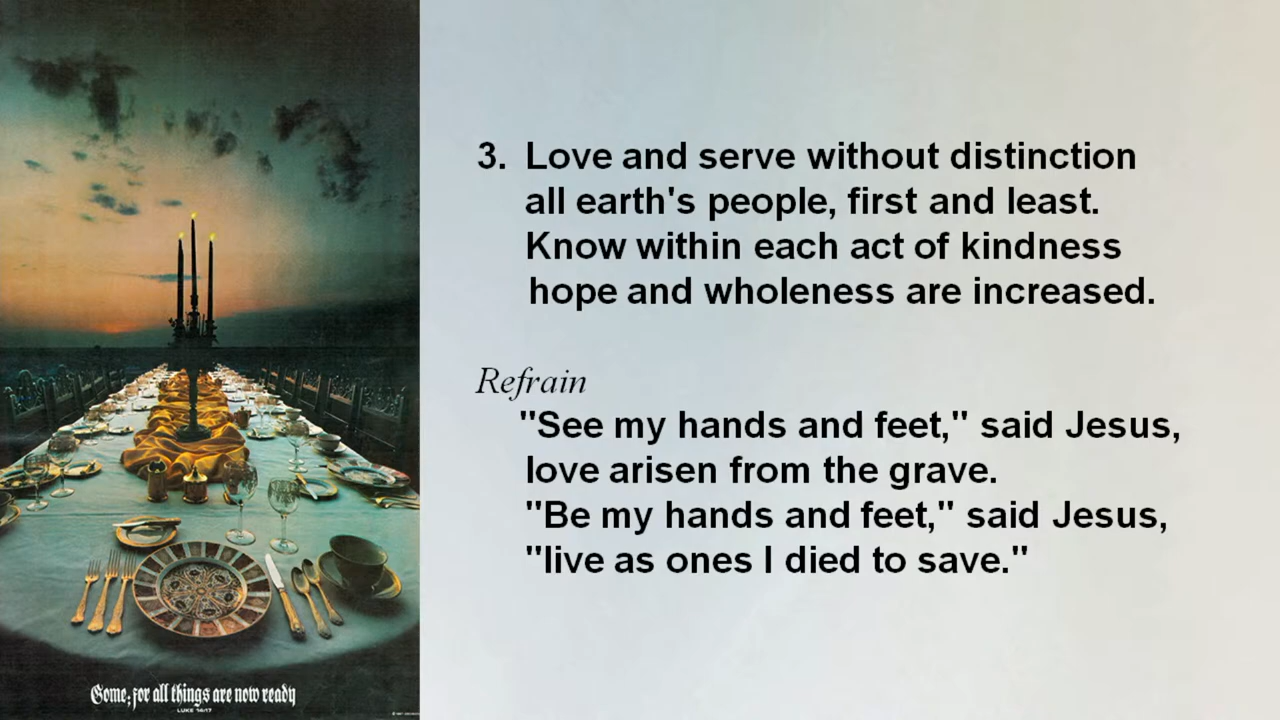 3. Love and serve without distinction
all earth's people, first and least.
Know within each act of kindness
hope and wholeness are increased.
Refrain
"See my hands and feet," said Jesus,
love arisen from the grave.
"Be my hands and feet," said Jesus,
"live as ones I died to save."
Come; for all things are now ready
LUKE 14:17